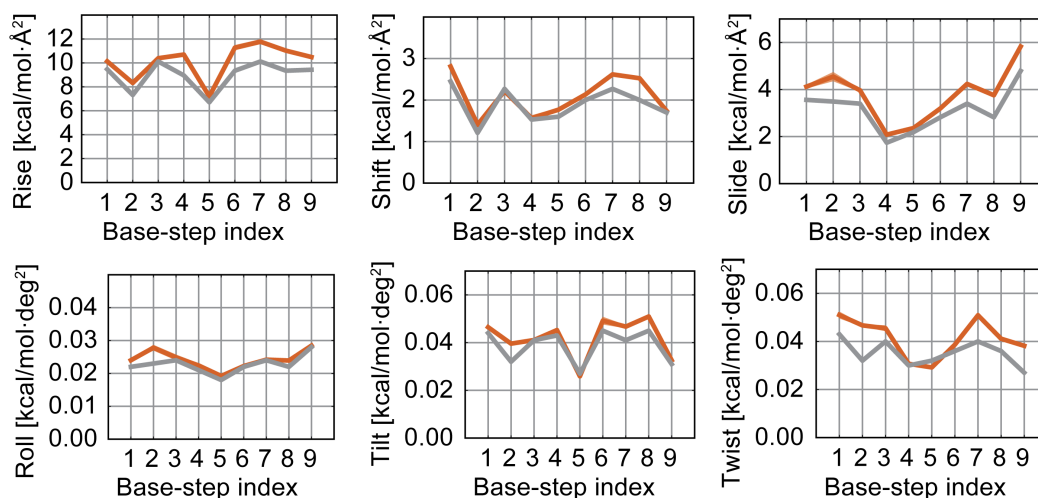 Rise [kcal/mol·Å²]
12
10
8
6
4
2
0
1 2 3 4 5 6 7 8 9
Base-step index
Shift [kcal/mol·Å²]
3
2
1
0
1 2 3 4 5 6 7 8 9
Base-step index
Slide [kcal/mol·Å²]
6
4
2
0
1 2 3 4 5 6 7 8 9
Base-step index
Roll [kcal/mol·deg²]
0.04
0.03
0.02
0.01
0.00
1 2 3 4 5 6 7 8 9
Base-step index
Tilt [kcal/mol·deg²]
0.06
0.04
0.02
0.00
1 2 3 4 5 6 7 8 9
Base-step index
Twist [kcal/mol·deg²]
0.06
0.04
0.02
0.00
1 2 3 4 5 6 7 8 9
Base-step index